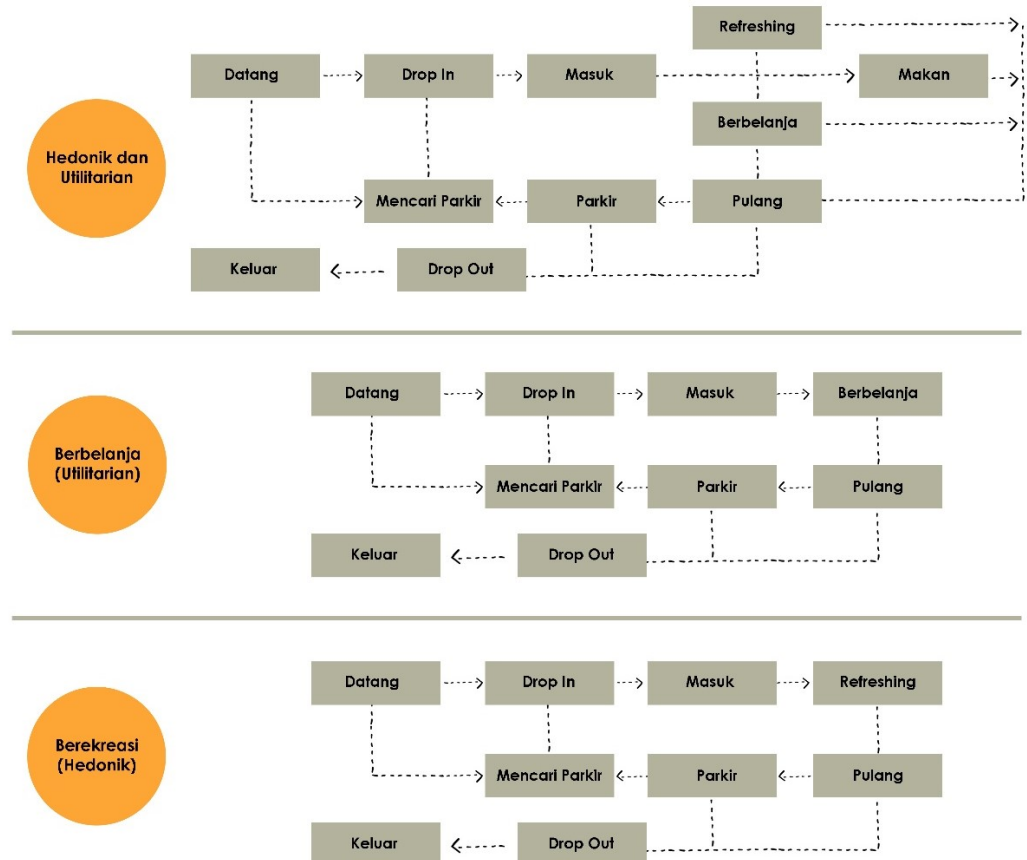 Refreshing
Datang
Drop In
Masuk
Makan
Berbelanja
Hedonik dan
Utilitarian
Mencari Parkir
Parkir
Pulang
Keluar
Drop Out
Datang
Drop In
Masuk
Berbelanja
Berbelanja
(Utilitarian)
Mencari Parkir
Parkir
Pulang
Keluar
Drop Out
Datang
Drop In
Masuk
Refreshing
Berekreasi
(Hedonik)
Mencari Parkir
Parkir
Pulang
Keluar
Drop Out